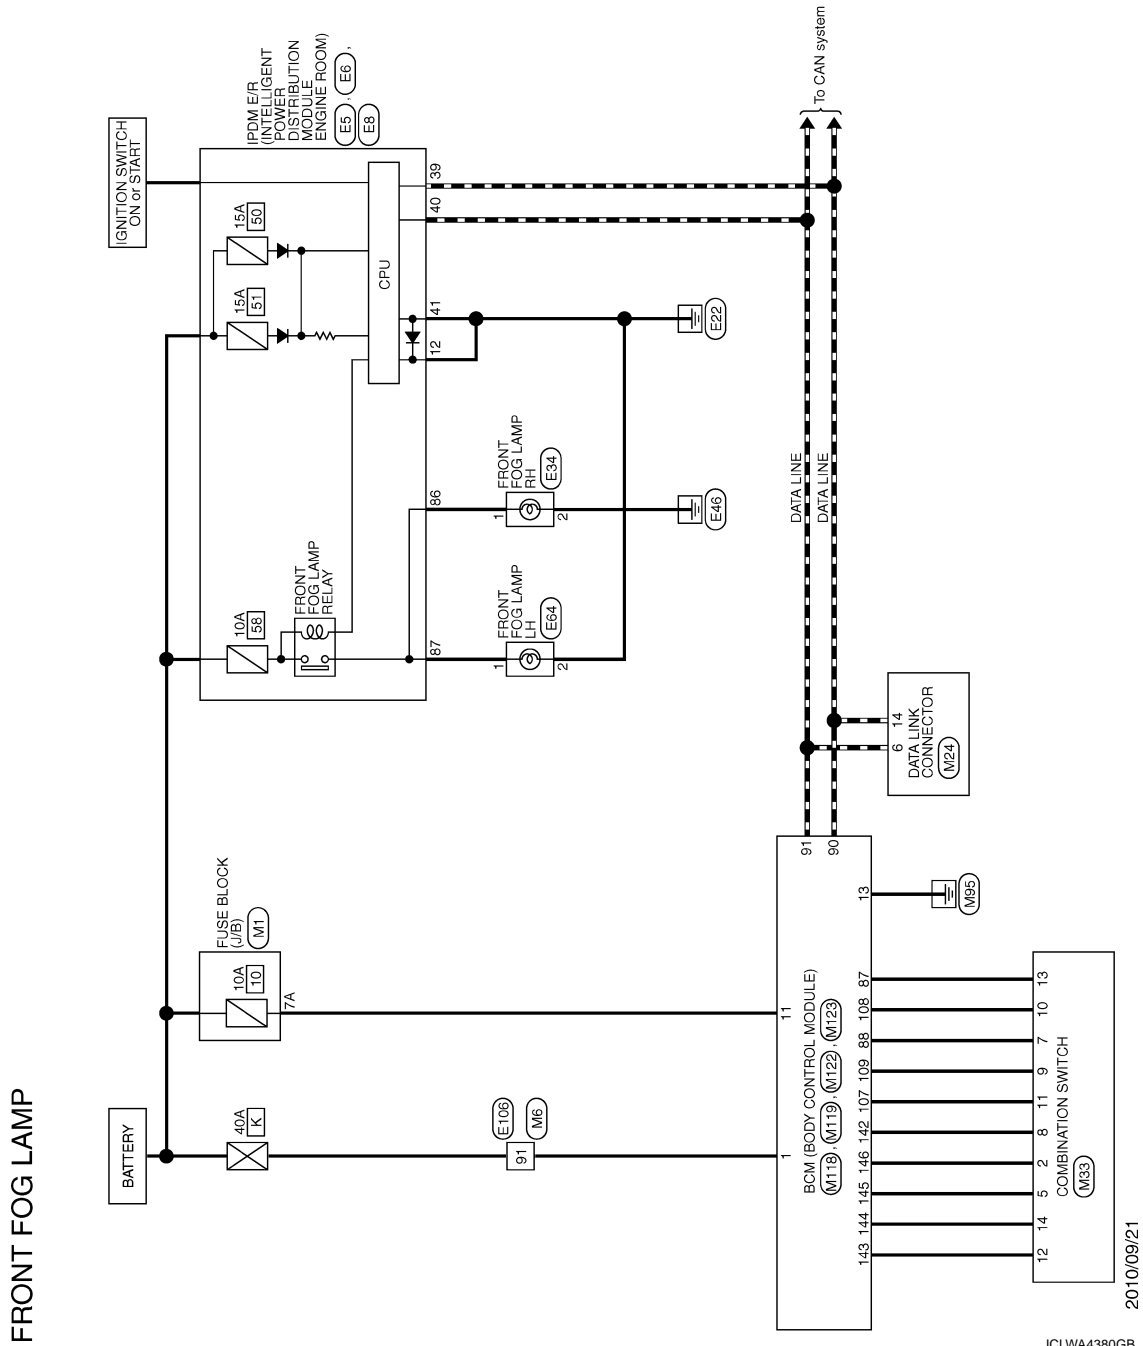 FRONT FOG LAMP
BATTERY
IGNITION SWITCH
ON or START
40A
K
FUSE BLOCK
(J/B)
M1
10A
10
7A
10A
58
FRONT
FOG LAMP
RELAY
15A
51
15A
50
IPDM E/R
(INTELLIGENT
POWER
DISTRIBUTION
MODULE
ENGINE ROOM)
E5 , E6 ,
E8
CPU
87
86
12
41
40
39
E106
M6
91
1
FRONT
FOG LAMP
LH
E64
2
1
FRONT
FOG LAMP
RH
E34
2
E46
E22
DATA LINE
DATA LINE
To CAN system
1
11
91
90
BCM (BODY CONTROL MODULE)
M118 , M119 , M122 , M123
143
144
145
146
142
107
109
88
108
87
13
M95
6
14
DATA LINK
CONNECTOR
M24
12
14
5
2
8
11
9
7
10
13
COMBINATION SWITCH
M33
2010/09/21
JCLWA4380GB